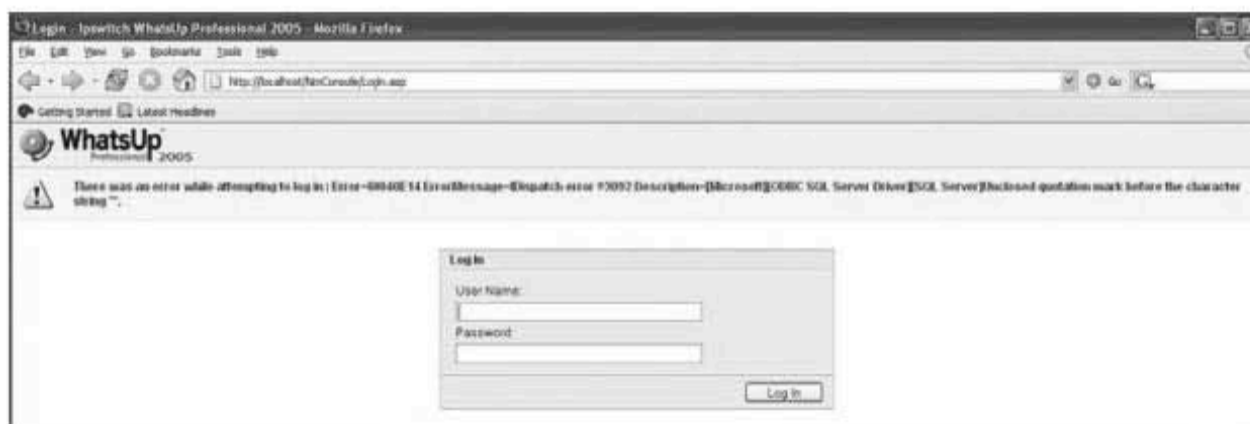 Login - Ipswitch WhatsUp Professional 2005 - Mozilla Firefox
File Edit View Go Bookmarks Tools Help
http://localhost/NmConsole/Login.asp Go
Getting Started Latest Headlines
WhatsUp
Professional 2005
There was an error while attempting to log in | Error=80040E14 ErrorMessage=IDispatch error #3092 Description=[Microsoft][ODBC SQL Server Driver][SQL Server]Unclosed quotation mark before the character
string ''.
Log In
User Name:
Password:
Log In